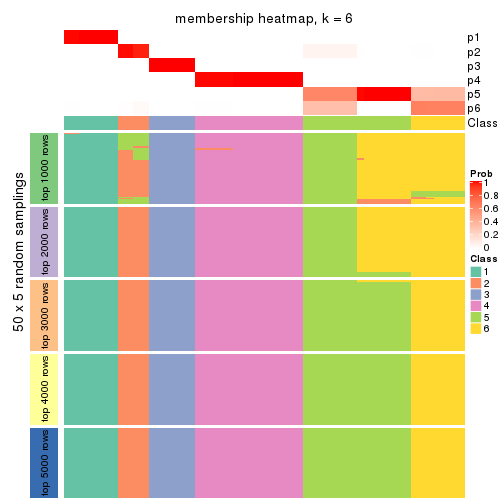 membership heatmap, k = 6
p1
p2
p3
p4
p5
p6
Class
50 x 5 random samplings
top 1000 rows
top 2000 rows
top 3000 rows
top 4000 rows
top 5000 rows
Prob
1
0.8
0.6
0.4
0.2
0
Class
1
2
3
4
5
6